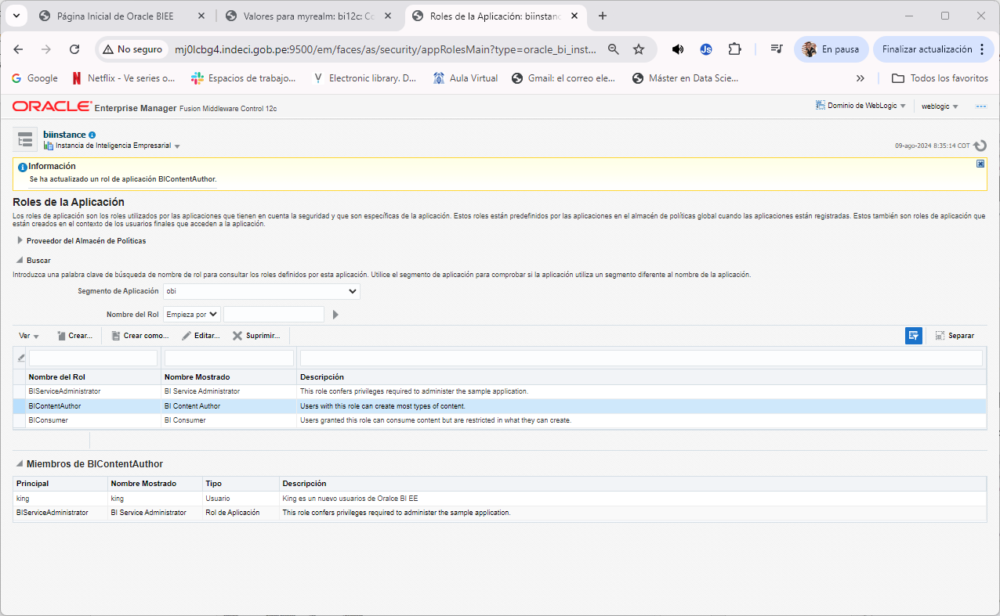 Página Inicial de Oracle BIEE
Valores para myrealm: bi12c: Co
Roles de la Aplicación: biinstanc
No seguro
mj0lcbg4.indeci.gob.pe:9500/em/faces/as/security/appRolesMain?type=oracle_bi_inst...
Js
En pausa
Finalizar actualización
Google
Netflix - Ve series o...
Espacios de trabajo...
Electronic library. D...
Aula Virtual
Gmail: el correo ele...
Máster en Data Scie...
Todos los favoritos
ORACLE Enterprise Manager Fusion Middleware Control 12c
Dominio de WebLogic
weblogic
biinstance
Instancia de Inteligencia Empresarial
09-ago-2024 8:35:14 COT
Información
Se ha actualizado un rol de aplicación BIContentAuthor.
Roles de la Aplicación
Los roles de aplicación son los roles utilizados por las aplicaciones que tienen en cuenta la seguridad y que son específicas de la aplicación. Estos roles están predefinidos por las aplicaciones en el almacén de políticas global cuando las aplicaciones están registradas. Estos también son roles de aplicación que
están creados en el contexto de los usuarios finales que acceden a la aplicación.
Proveedor del Almacén de Políticas
Buscar
Introduzca una palabra clave de búsqueda de nombre de rol para consultar los roles definidos por esta aplicación. Utilice el segmento de aplicación para comprobar si la aplicación utiliza un segmento diferente al nombre de la aplicación.
Segmento de Aplicación obi
Nombre del Rol Empieza por
Ver Crear... Crear como... Editar... Suprimir... Separar
Nombre del Rol Nombre Mostrado Descripción
BIServiceAdministrator BI Service Administrator This role confers privileges required to administer the sample application.
BIContentAuthor BI Content Author Users with this role can create most types of content.
BIConsumer BI Consumer Users granted this role can consume content but are restricted in what they can create.
Miembros de BIContentAuthor
Principal Nombre Mostrado Tipo Descripción
king king Usuario King es un nuevo usuarios de Oralce BI EE
BIServiceAdministrator BI Service Administrator Rol de Aplicación This role confers privileges required to administer the sample application.